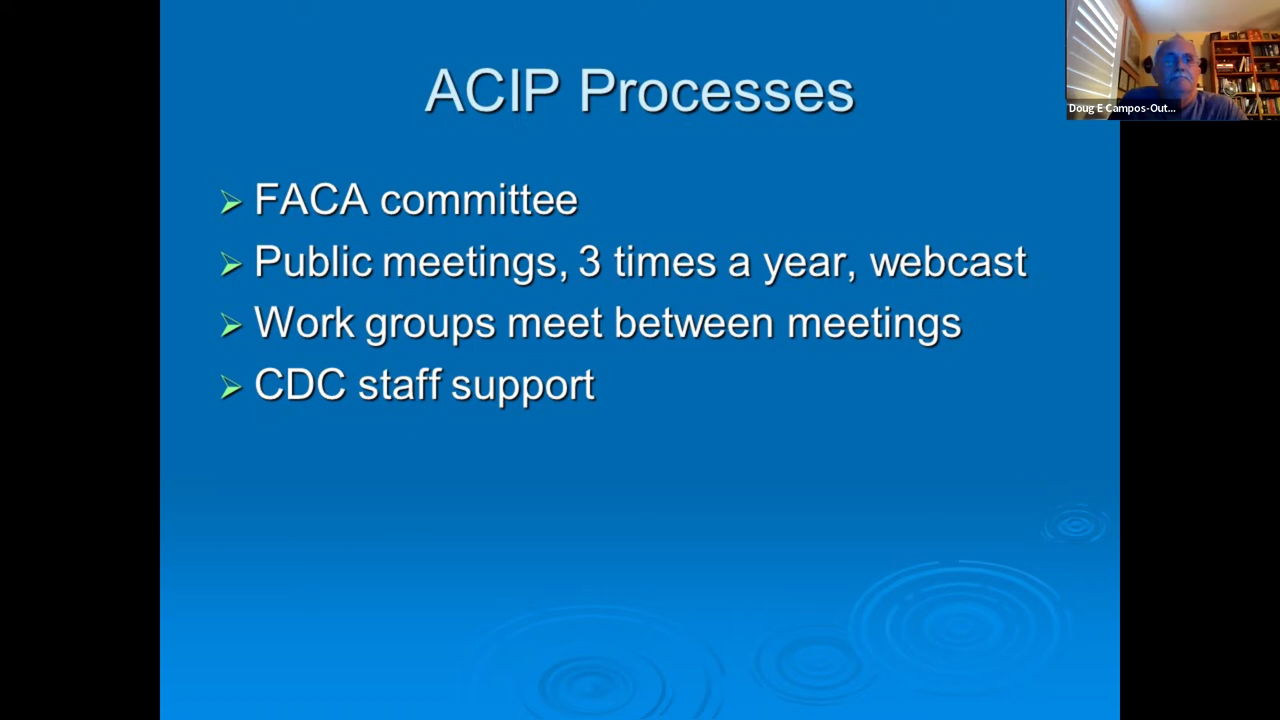 ACIP Processes
Doug E Campos-Out...
FACA committee
Public meetings, 3 times a year, webcast
Work groups meet between meetings
CDC staff support